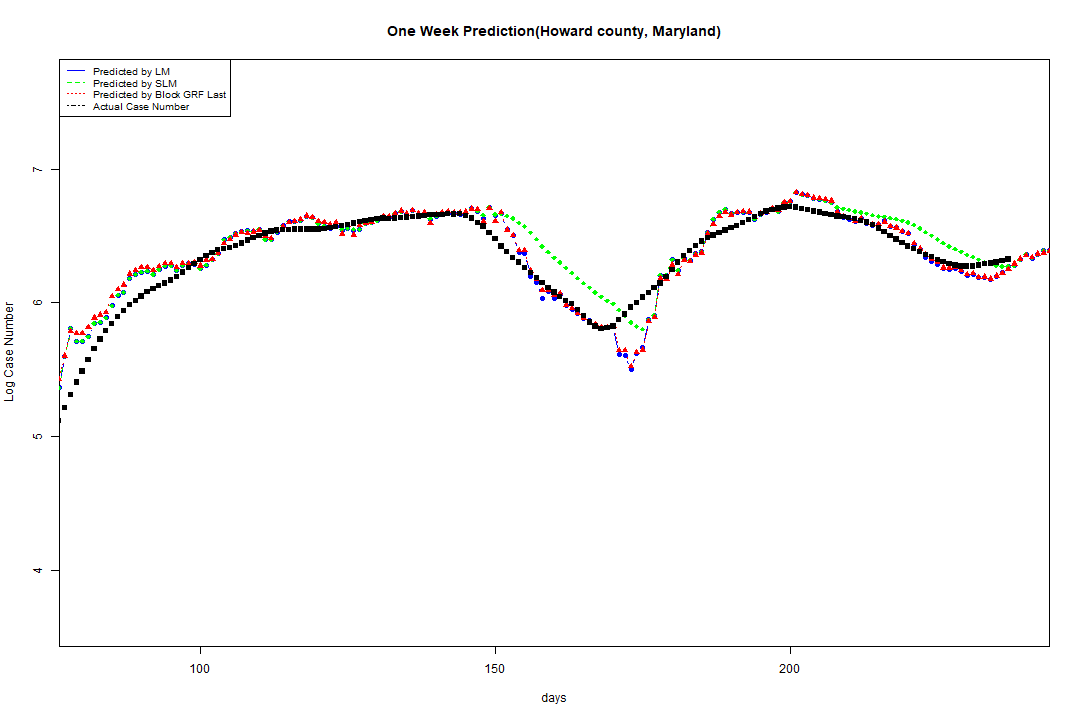 One Week Prediction(Howard county, Maryland)
Predicted by LM
Predicted by SLM
Predicted by Block GRF Last
Actual Case Number
7
6
5
4
Log Case Number
100 150 200
days